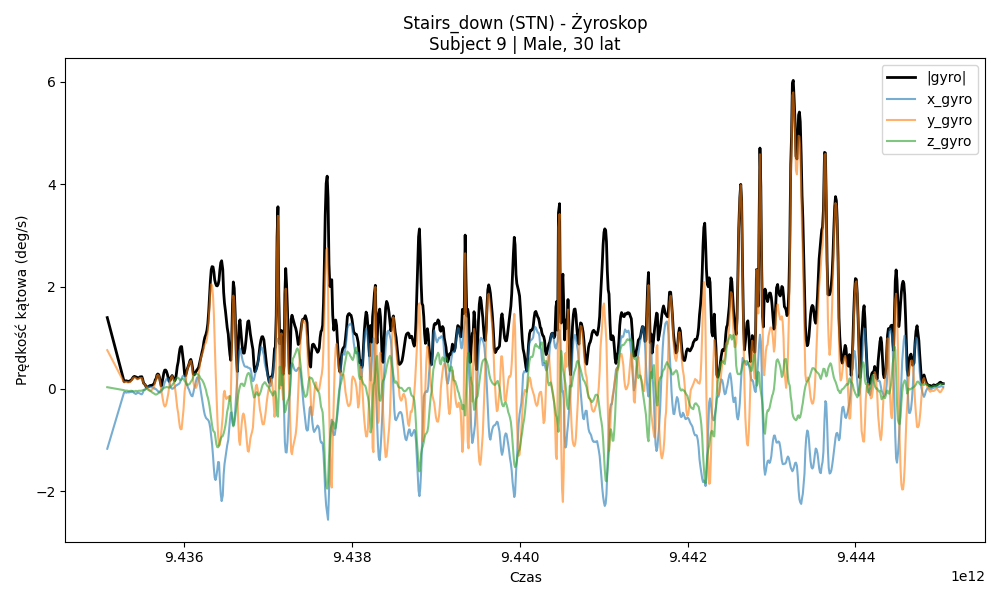 Stairs_down (STN) - Żyroskop
Subject 9 | Male, 30 lat
|gyro|
x_gyro
y_gyro
z_gyro
Prędkość kątowa (deg/s)
6
4
2
0
−2
9.436
9.438
9.440
9.442
9.444
1e12
Czas